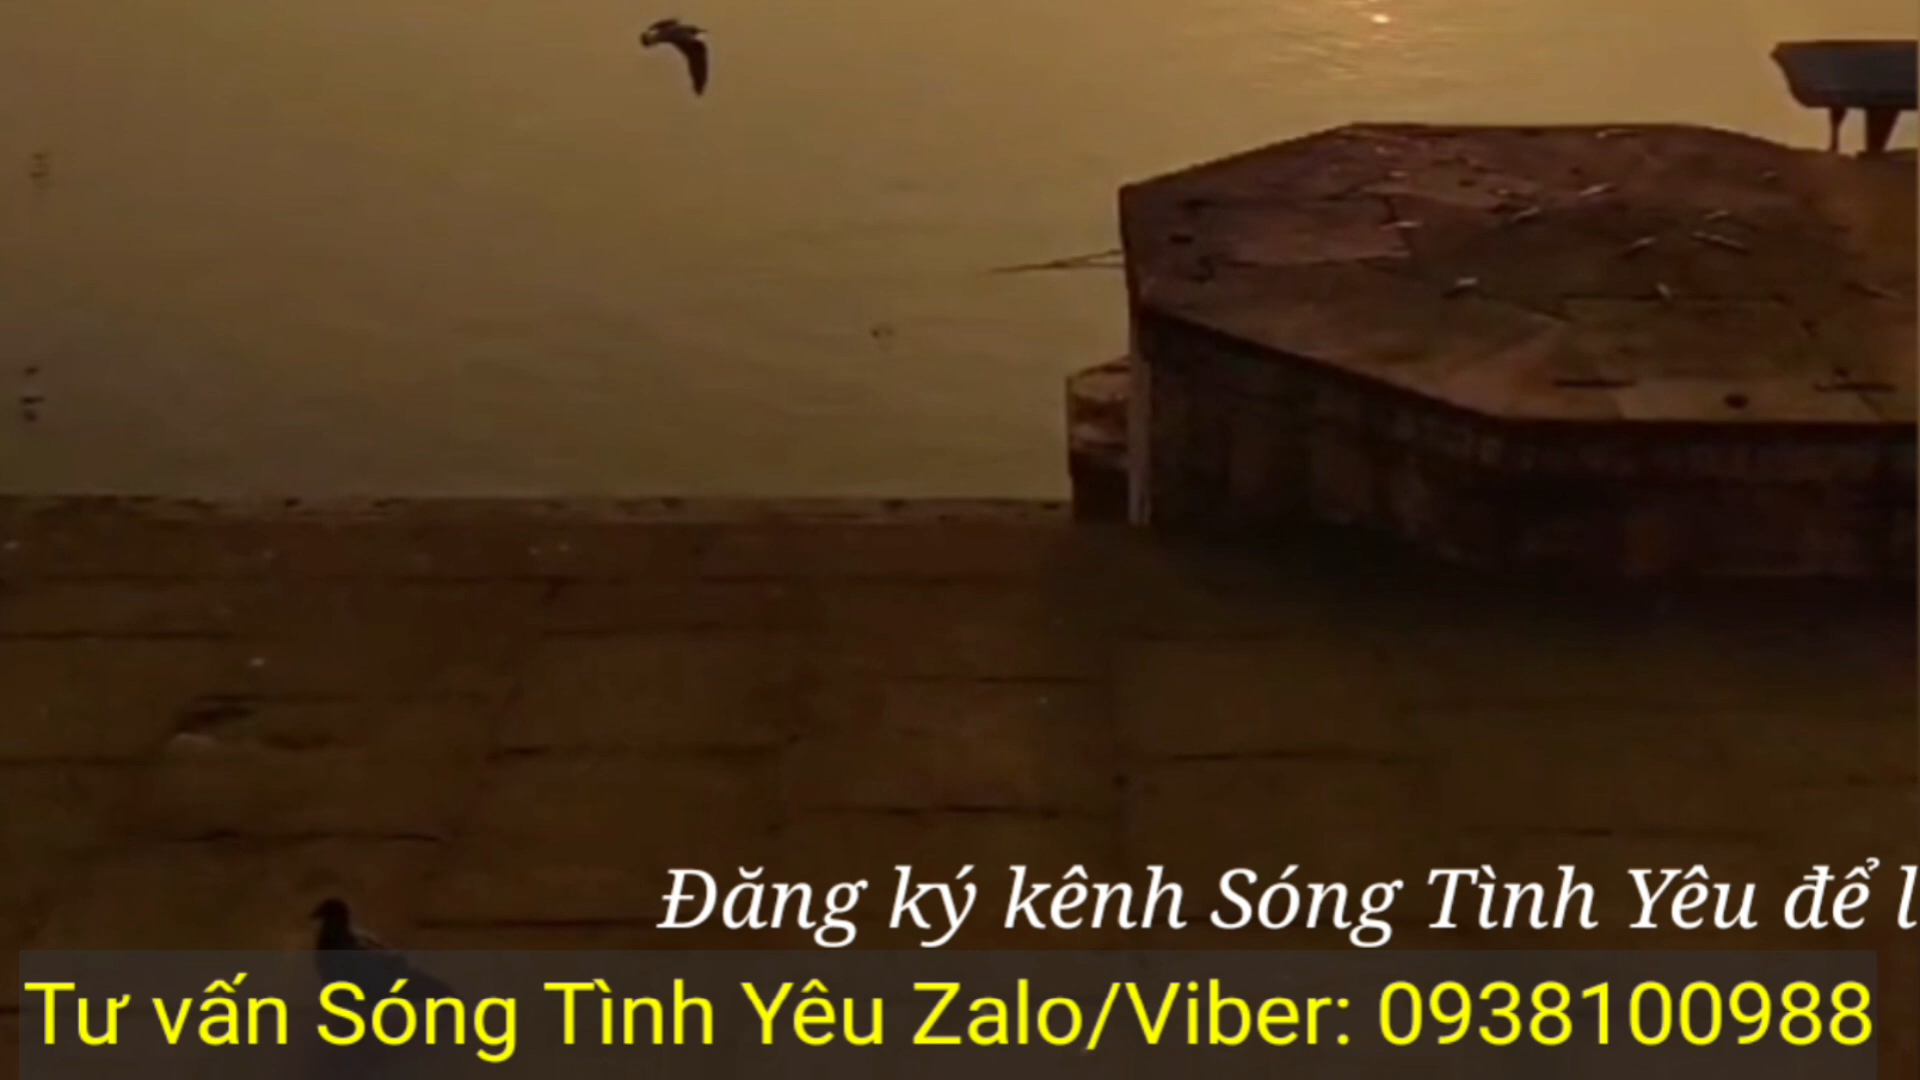 Đăng ký kênh Sóng Tình Yêu để
Tư vấn Sóng Tình Yêu Zalo/Viber: 0938100988